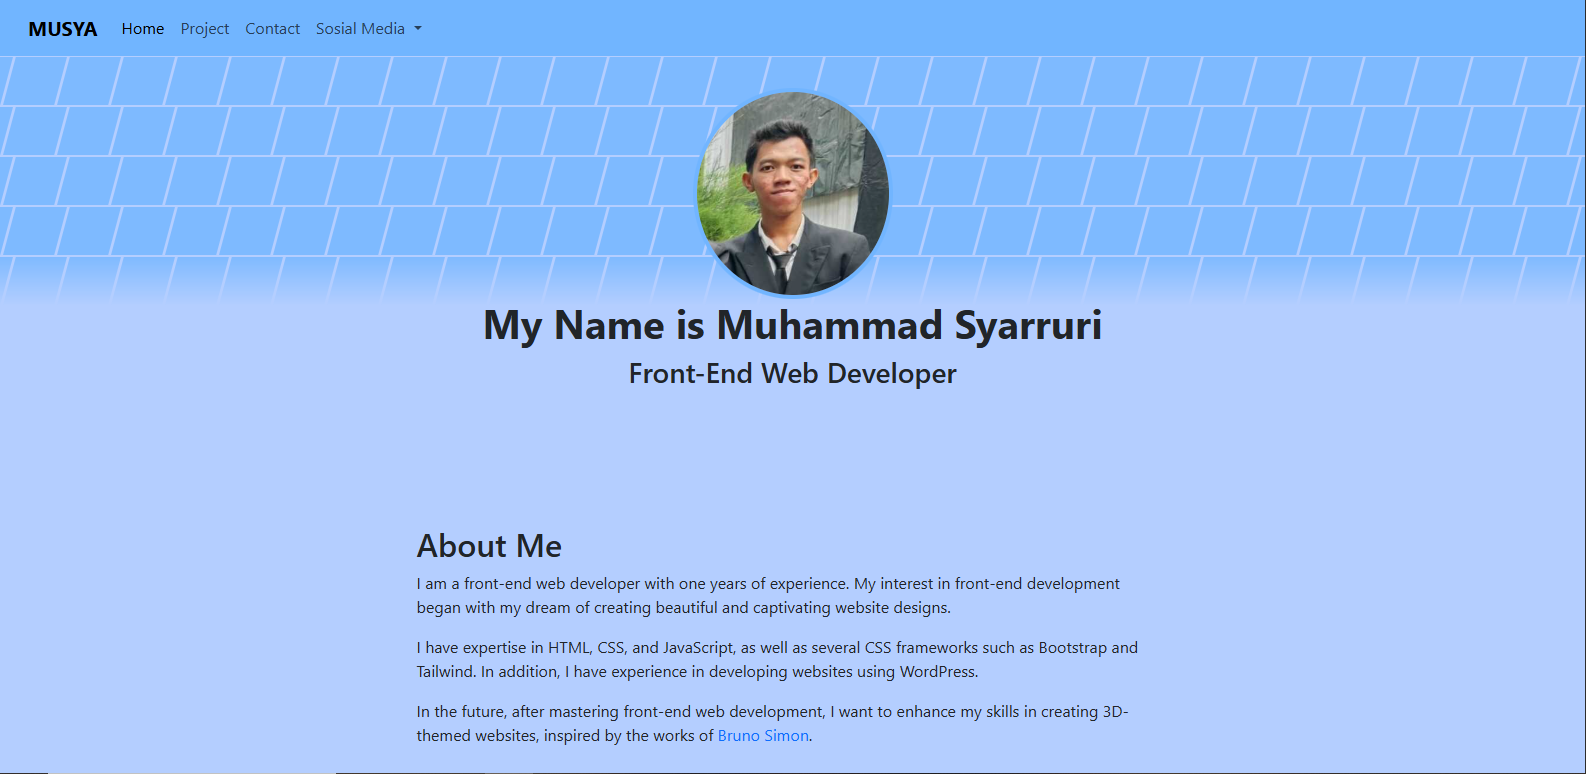 MUSYA Home Project Contact Sosial Media
My Name is Muhammad Syarruri
Front-End Web Developer
About Me
I am a front-end web developer with one years of experience. My interest in front-end development
began with my dream of creating beautiful and captivating website designs.
I have expertise in HTML, CSS, and JavaScript, as well as several CSS frameworks such as Bootstrap and
Tailwind. In addition, I have experience in developing websites using WordPress.
In the future, after mastering front-end web development, I want to enhance my skills in creating 3D-
themed websites, inspired by the works of Bruno Simon.